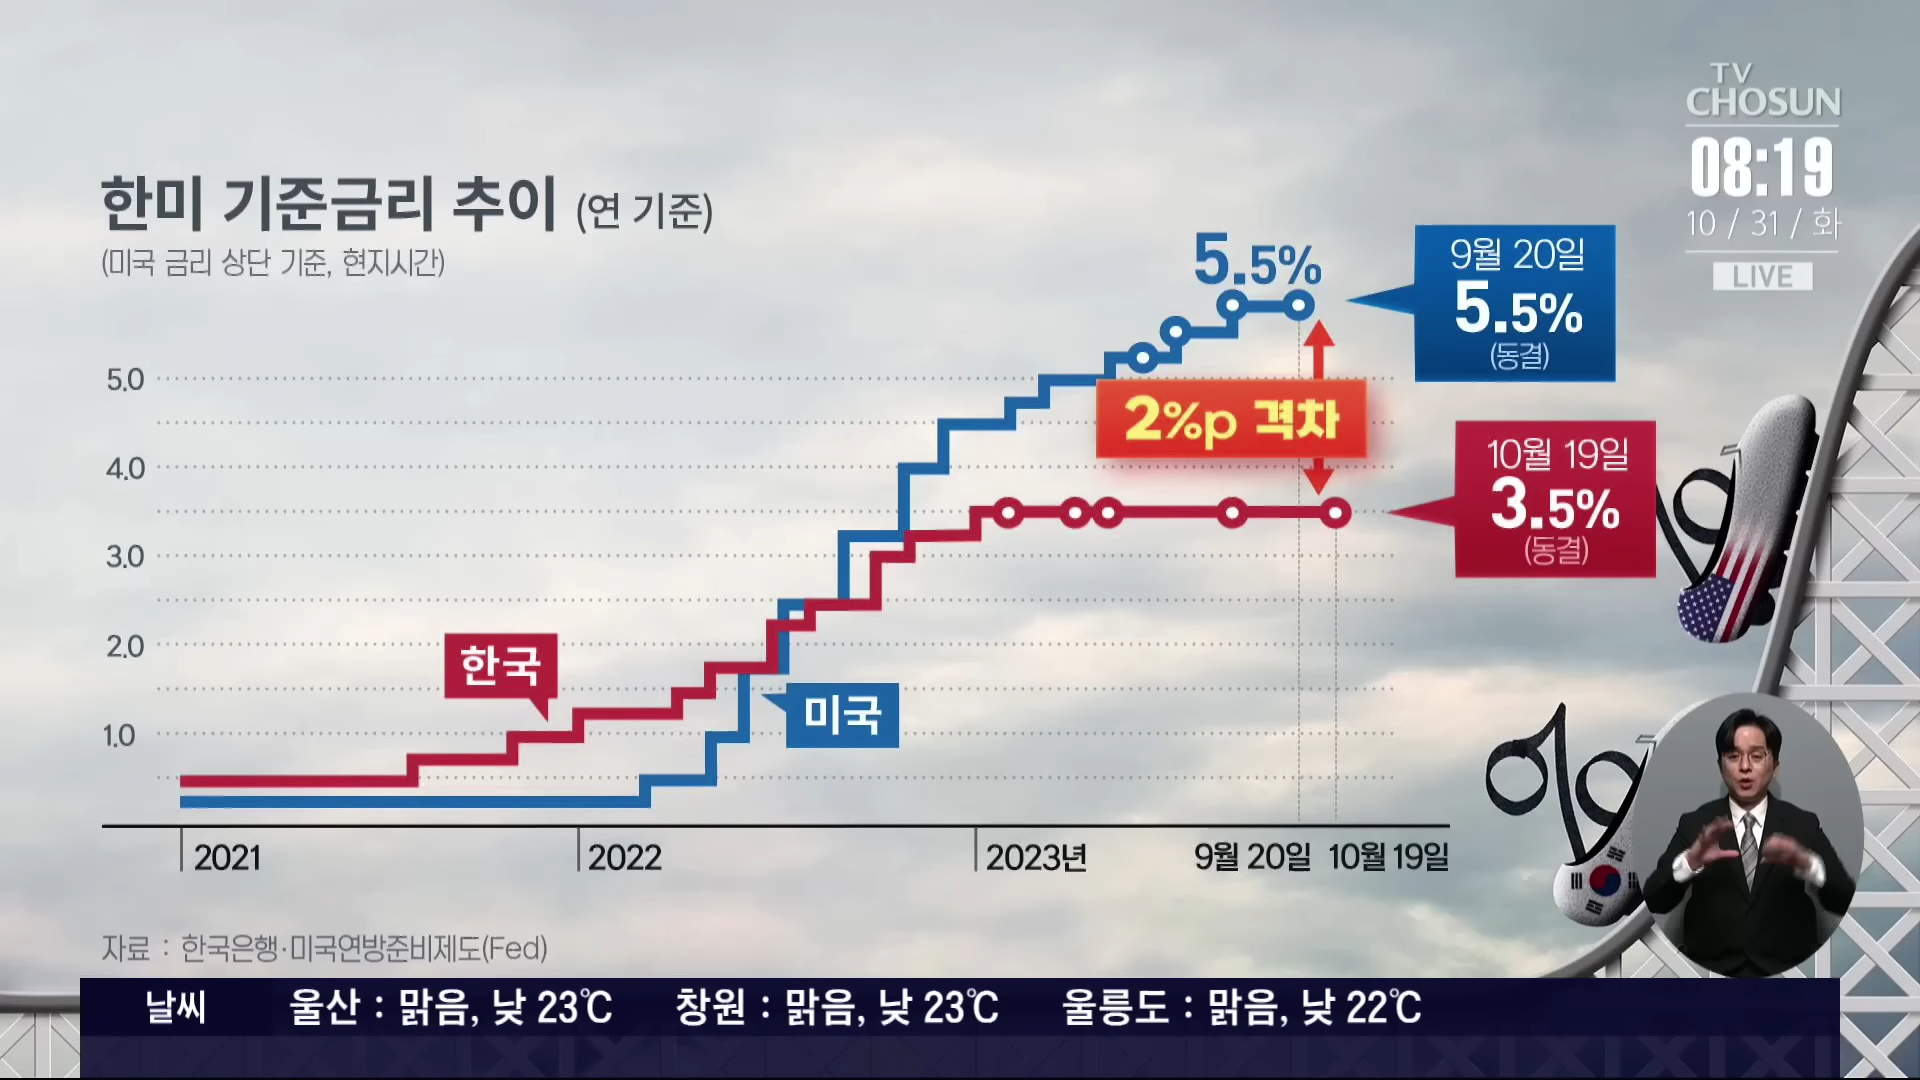 TV
CHOSUN
08:19
10 / 31 / 화
LIVE
한미 기준금리 추이 (연 기준)
(미국 금리 상단 기준, 현지시간)
5.5%
9월 20일
5.5%
(동결)
2%p 격차
10월 19일
3.5%
(동결)
5.0
4.0
3.0
2.0
1.0
한국
미국
2021
2022
2023년
9월 20일
10월 19일
자료 : 한국은행·미국연방준비제도(Fed)
날씨
울산 : 맑음, 낮 23℃
창원 : 맑음, 낮 23℃
울릉도 : 맑음, 낮 22℃